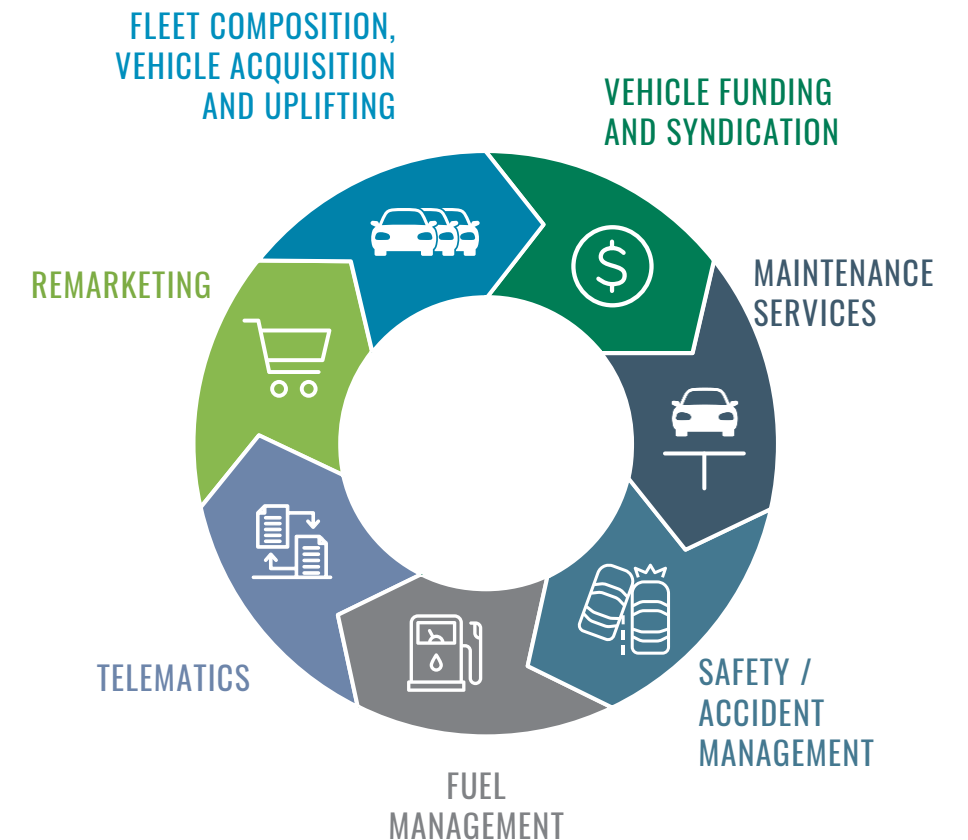 FLEET COMPOSITION,
VEHICLE ACQUISITION
AND UPLIFTING
VEHICLE FUNDING
AND SYNDICATION
MAINTENANCE
SERVICES
SAFETY /
ACCIDENT
MANAGEMENT
FUEL
MANAGEMENT
TELEMATICS
REMARKETING
$